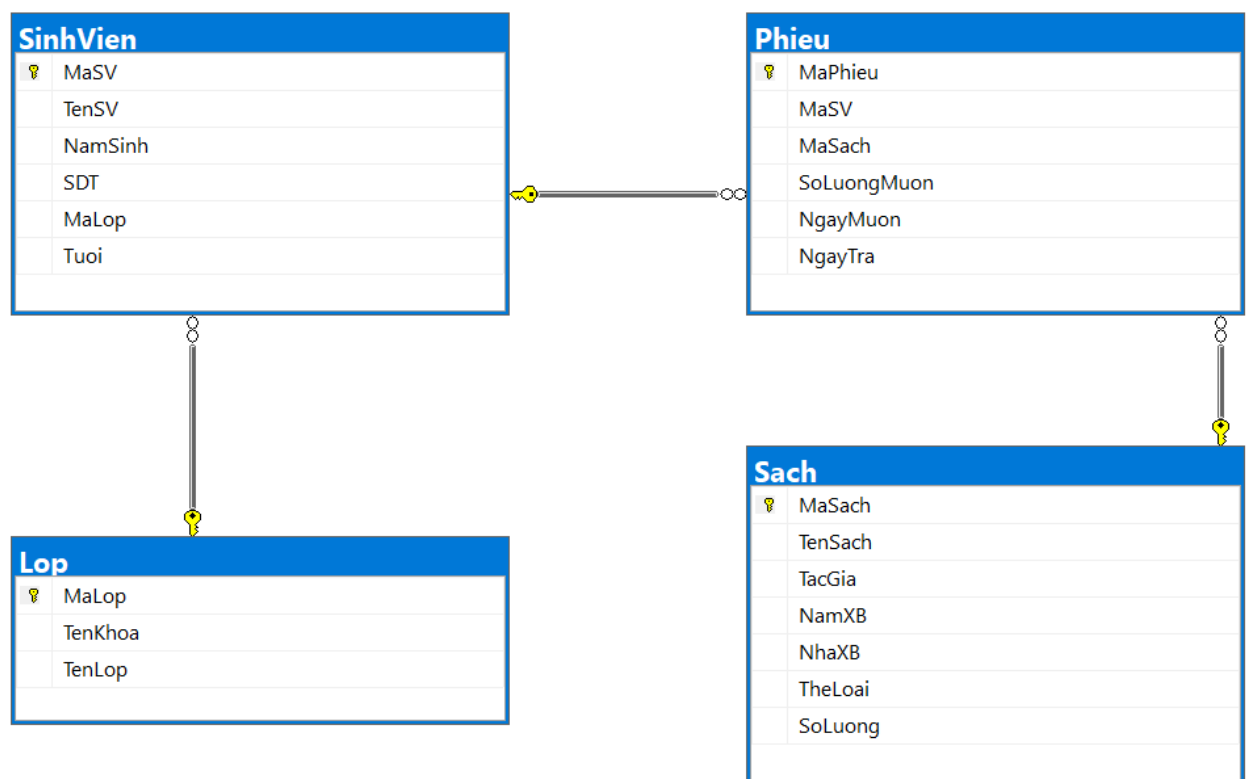 SinhVien
MaSV
TenSV
NamSinh
SDT
MaLop
Tuoi
Phieu
MaPhieu
MaSV
MaSach
SoLuongMuon
NgayMuon
NgayTra
Lop
MaLop
TenKhoa
TenLop
Sach
MaSach
TenSach
TacGia
NamXB
NhaXB
TheLoai
SoLuong